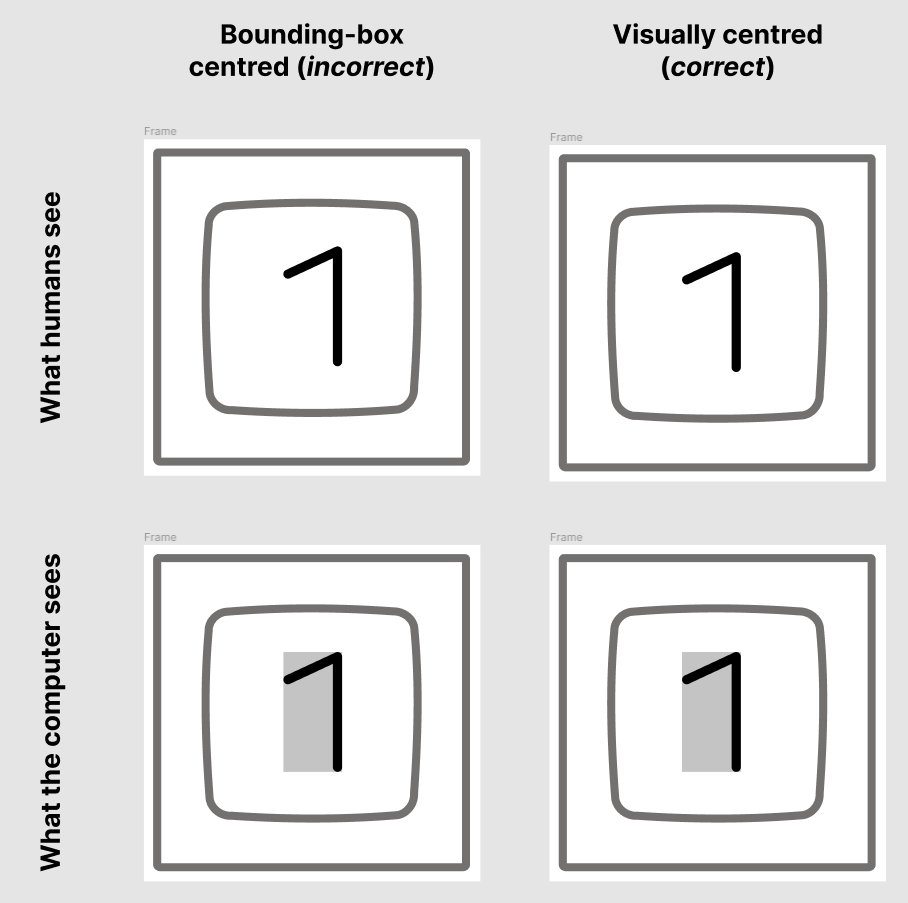 Bounding-box
centred (incorrect)
Visually centred
(correct)
What humans see
Frame
1
Frame
1
What the computer sees
Frame
1
Frame
1